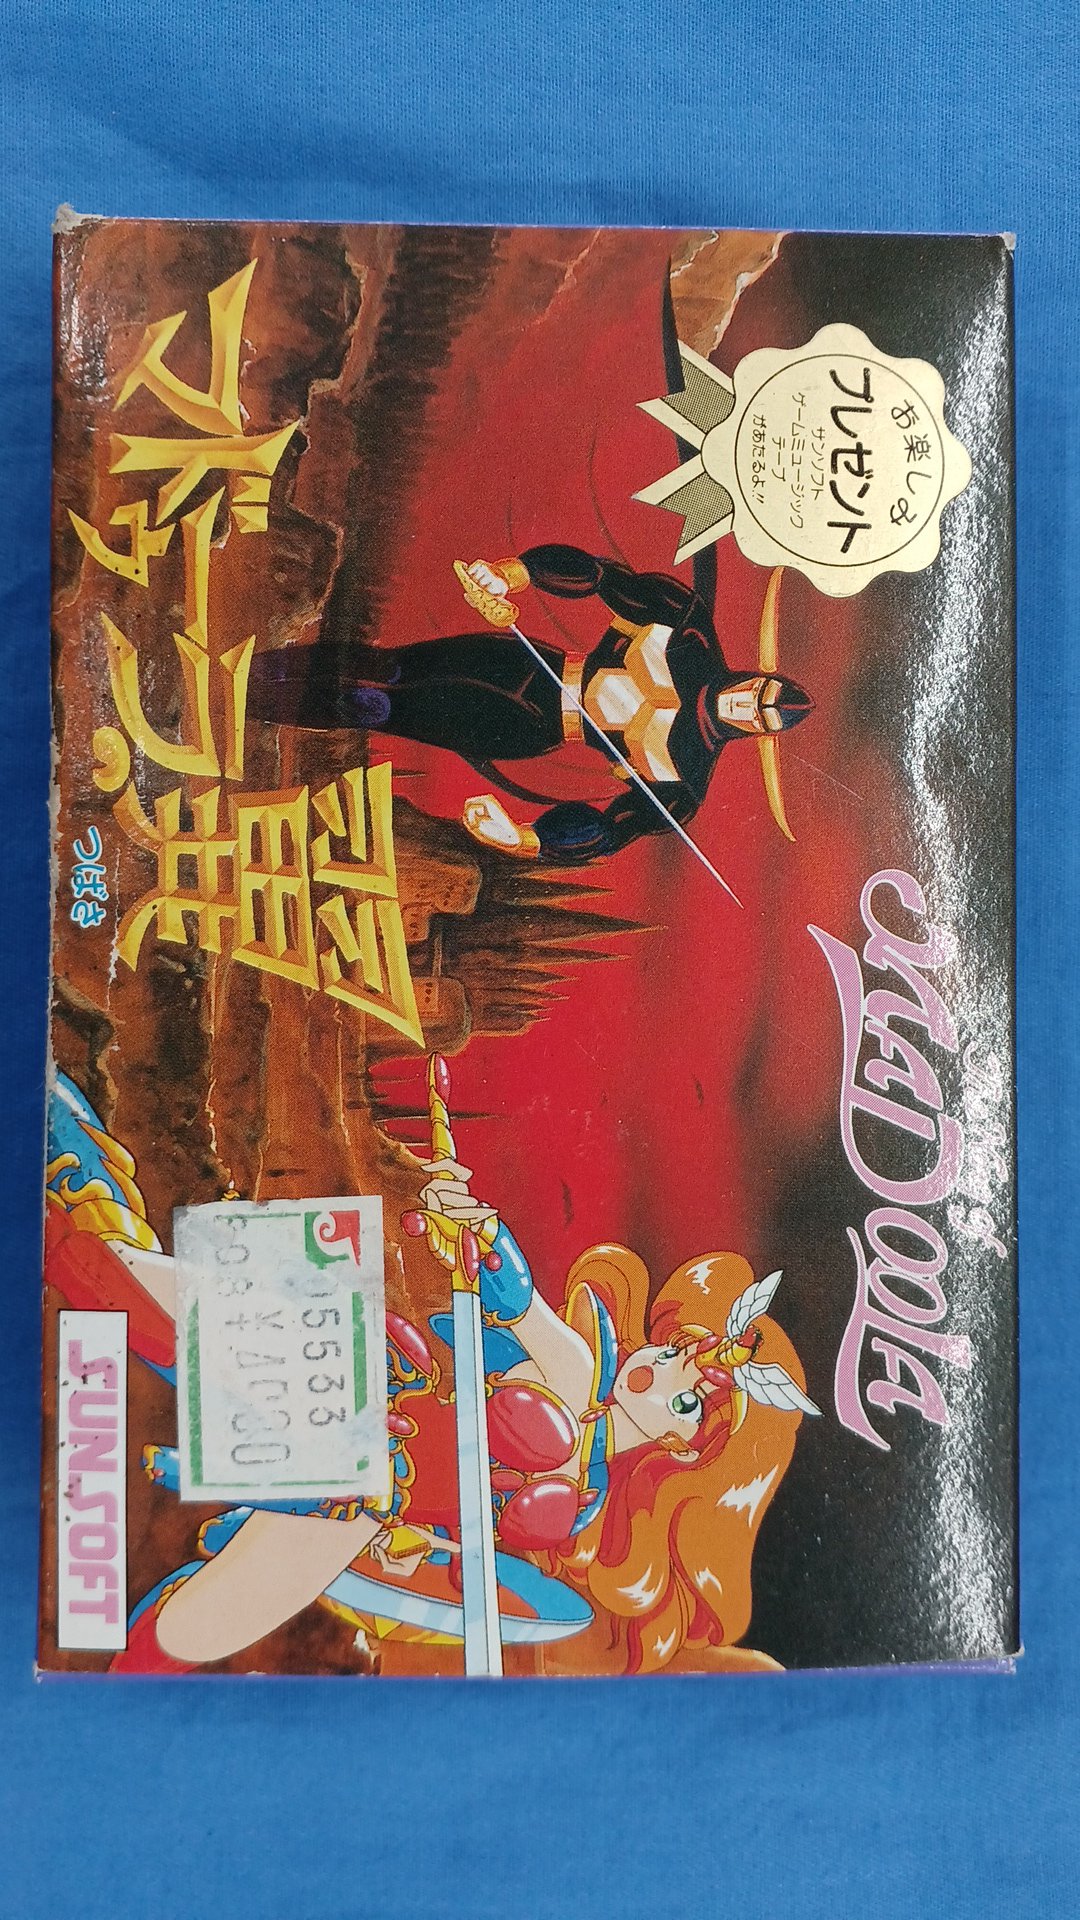 The Wing of
MADOOLA
お楽しみ
プレゼント
サンソフト
ゲームミュージック
テープ
があたるよ!!
マドゥーラの翼
つばさ
05533
SUNSOFT